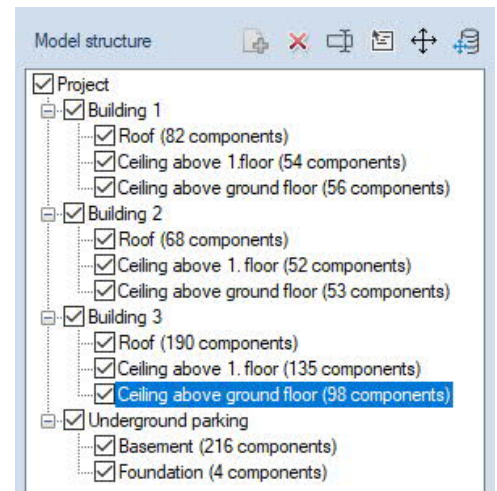 Model structure
Project
Building 1
Roof (82 components)
Ceiling above 1.floor (54 components)
Ceiling above ground floor (56 components)
Building 2
Roof (68 components)
Ceiling above 1. floor (52 components)
Ceiling above ground floor (53 components)
Building 3
Roof (190 components)
Ceiling above 1. floor (135 components)
Ceiling above ground floor (98 components)
Underground parking
Basement (216 components)
Foundation (4 components)